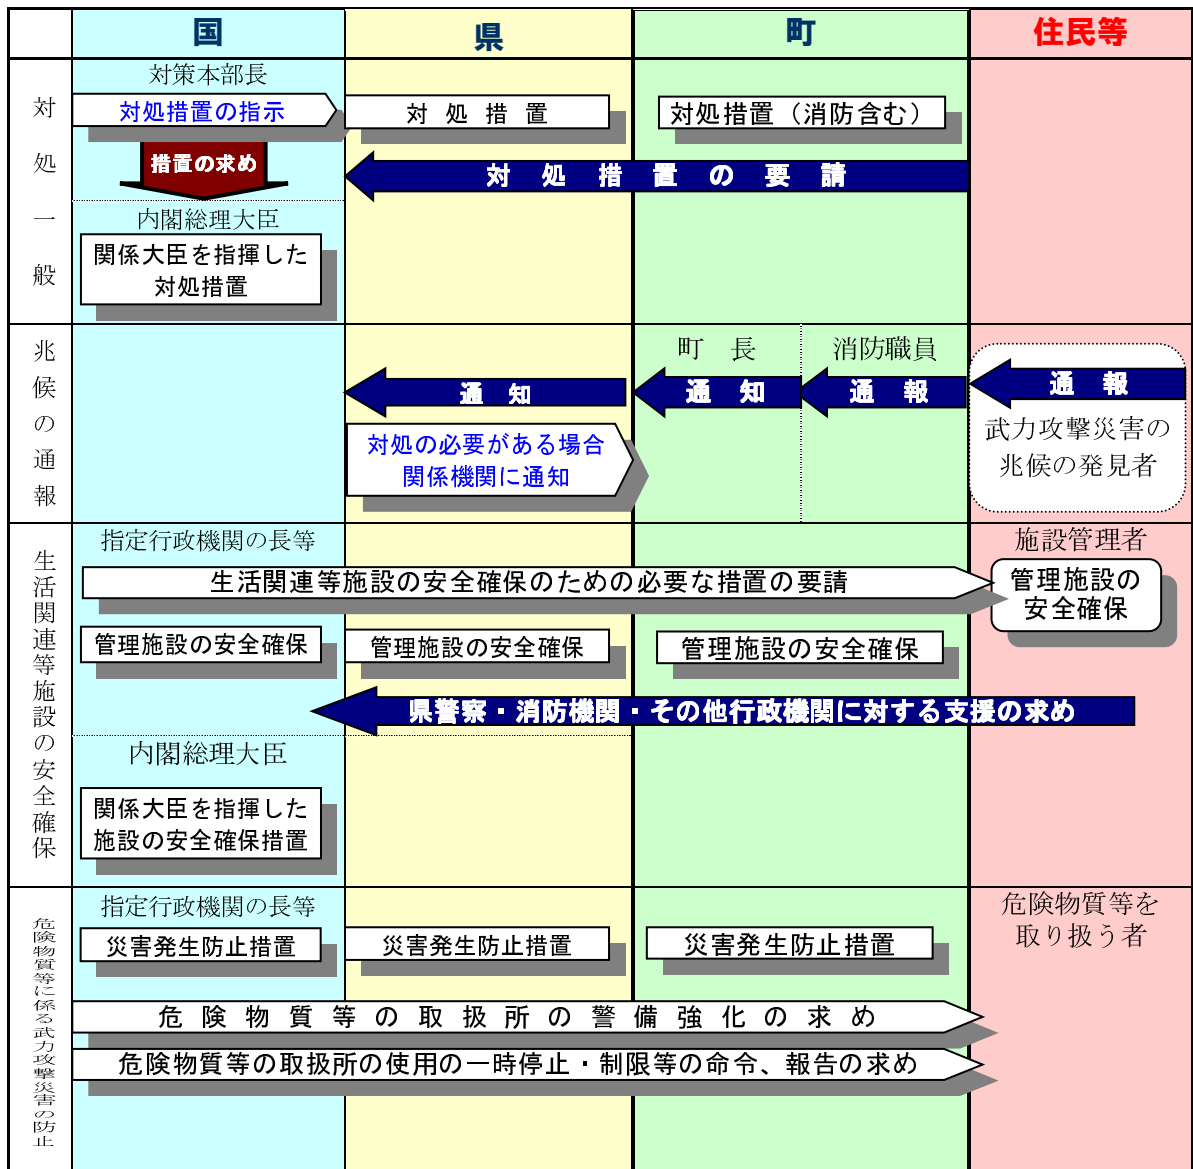 国
県
町
住民等
対処一般
対策本部長
対処措置の指示
対処措置
対処措置（消防含む）
措置の求め
対処措置の要請
内閣総理大臣
関係大臣を指揮した
対処措置
兆候の通報
町　長
消防職員
通　知
通　知
通　報
通　報
対処の必要がある場合
関係機関に通知
武力攻撃災害の
兆候の発見者
生活関連等施設の安全確保
指定行政機関の長等
施設管理者
生活関連等施設の安全確保のための必要な措置の要請
管理施設の
安全確保
管理施設の安全確保
管理施設の安全確保
管理施設の安全確保
県警察・消防機関・その他行政機関に対する支援の求め
内閣総理大臣
関係大臣を指揮した
施設の安全確保措置
危険物質等に係る武力攻撃災害の防止
指定行政機関の長等
危険物質等を
取り扱う者
災害発生防止措置
災害発生防止措置
災害発生防止措置
危険物質等の取扱所の警備強化の求め
危険物質等の取扱所の使用の一時停止・制限等の命令、報告の求め